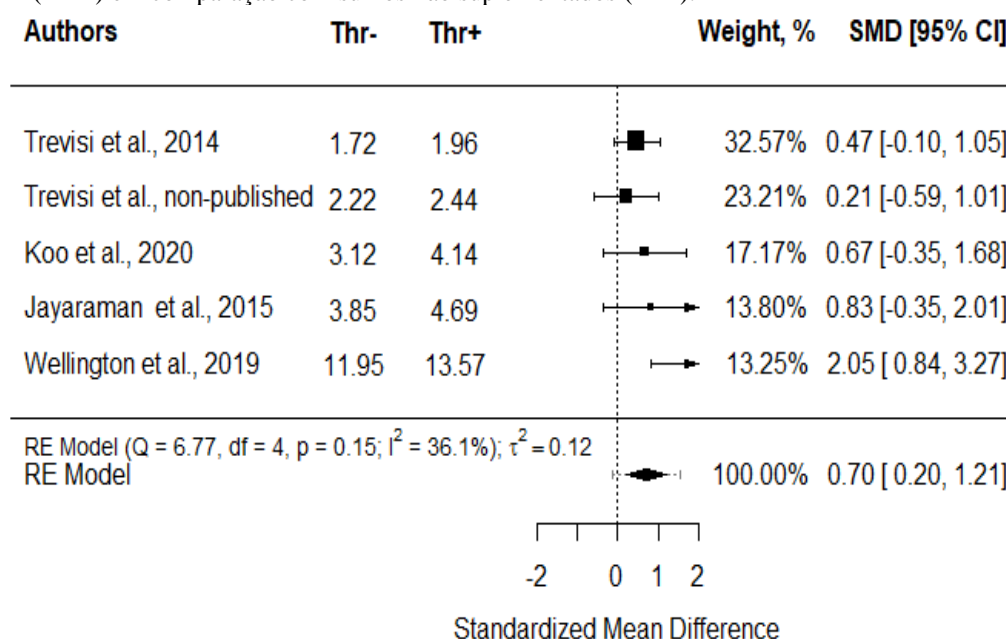 Authors Thr- Thr+ Weight, % SMD [95% CI]
Trevisi et al., 2014 1.72 1.96 32.57% 0.47 [-0.10, 1.05]
Trevisi et al., non-published 2.22 2.44 23.21% 0.21 [-0.59, 1.01]
Koo et al., 2020 3.12 4.14 17.17% 0.67 [-0.35, 1.68]
Jayaraman et al., 2015 3.85 4.69 13.80% 0.83 [-0.35, 2.01]
Wellington et al., 2019 11.95 13.57 13.25% 2.05 [ 0.84, 3.27]
RE Model (Q = 6.77, df = 4, p = 0.15; I² = 36.1%); τ² = 0.12
RE Model 100.00% 0.70 [ 0.20, 1.21]
-2 0 1 2
Standardized Mean Difference